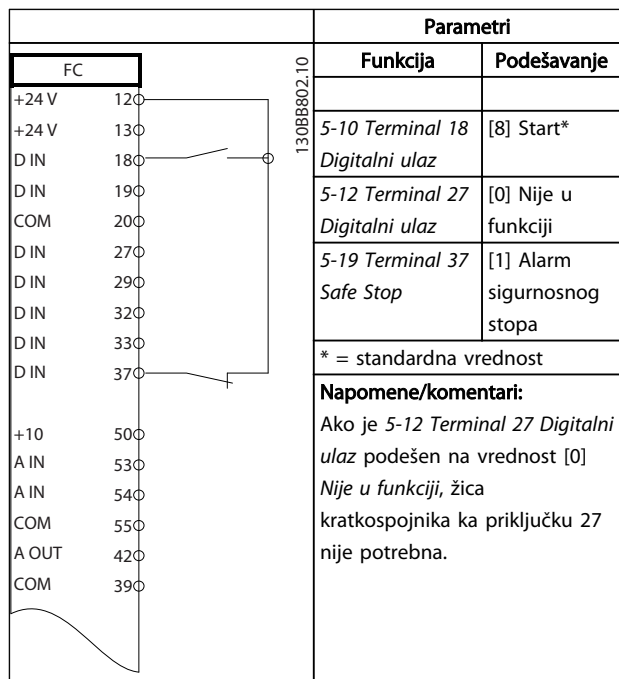 FC
+24 V 12
+24 V 13
D IN 18
D IN 19
COM 20
D IN 27
D IN 29
D IN 32
D IN 33
D IN 37
+10 50
A IN 53
A IN 54
COM 55
A OUT 42
COM 39
130BB802.10
Parametri
Funkcija Podešavanje
5-10 Terminal 18 [8] Start*
Digitalni ulaz
5-12 Terminal 27 [0] Nije u
Digitalni ulaz funkciji
5-19 Terminal 37 [1] Alarm
Safe Stop sigurnosnog
stopa
* = standardna vrednost
Napomene/komentari:
Ako je 5-12 Terminal 27 Digitalni
ulaz podešen na vrednost [0]
Nije u funkciji, žica
kratkospojnika ka priključku 27
nije potrebna.